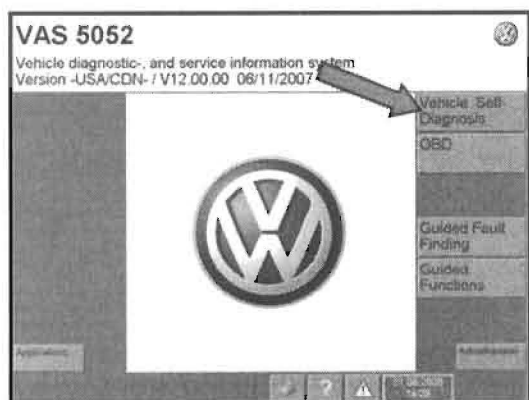 VAS 5052
Vehicle diagnostic-, and service information system
Version -USA/CDN- / V12.00.00 06/11/2007
Vehicle Self-
Diagnosis
OBD
Guided Fault
Finding
Guided
Functions
?